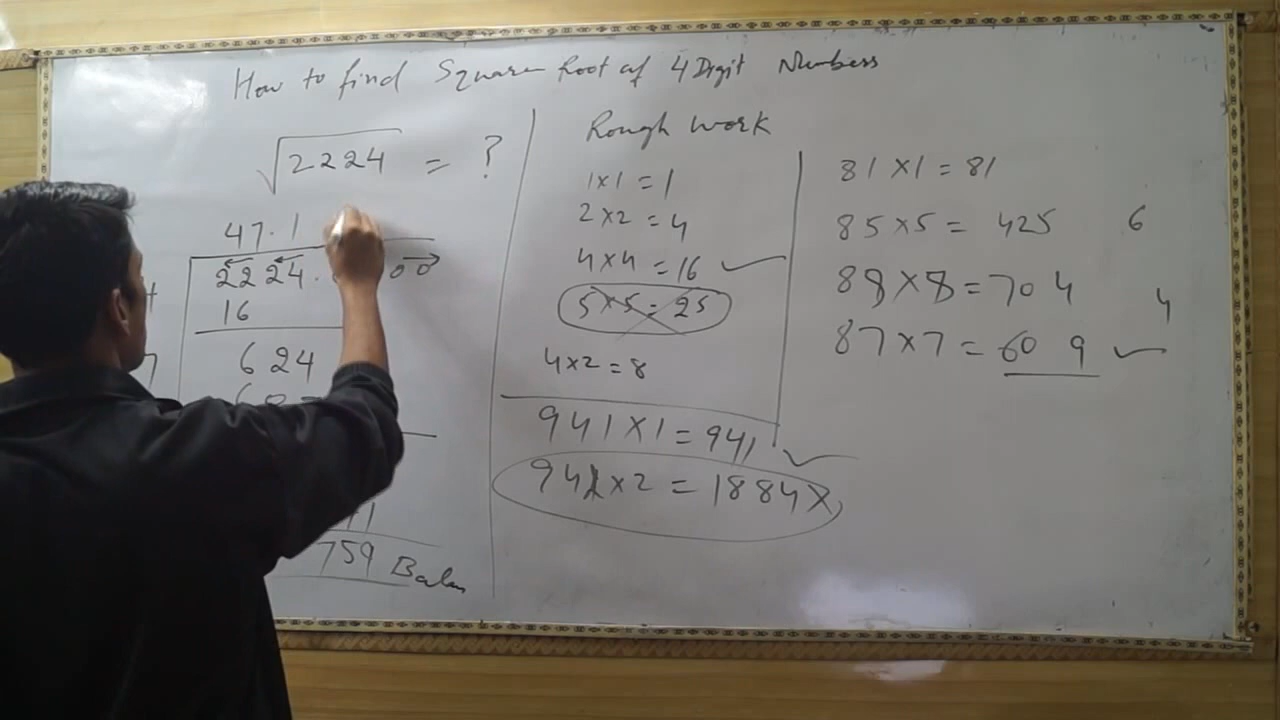 How to find Square Root of 4 Digit Numbers
√2224 = ?
47.1
2224. 00
16
624
759 Balan
Rough work
1x1 = 1
2x2 = 4
4x4 = 16 ✓
5x5 = 25
4x2 = 8
941x1 = 941 ✓
942x2 = 1884x
81x1 = 81
85x5 = 425 6
88x8 = 704 4
87x7 = 609 ✓